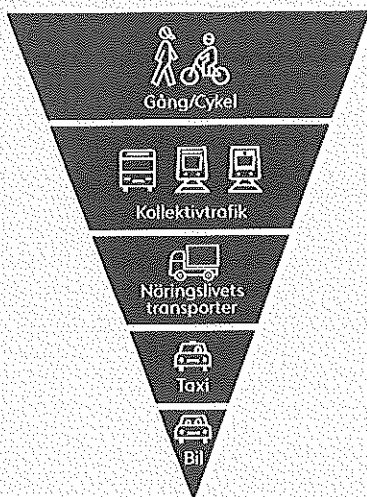 Gång/Cykel
Kollektivtrafik
Näringslivets
transporter
Taxi
Bil